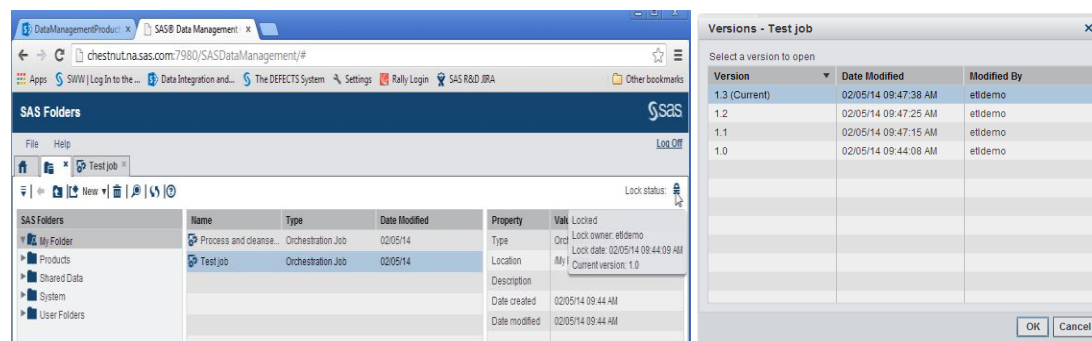 DataManagementProduct x SAS® Data Management x
chestnut.na.sas.com:7980/SASDataManagement/#
Apps SWW | Log In to the ... Data Integration and... The DEFECTS System Settings Rally Login SAS R&D JIRA Other bookmarks
SAS Folders
sas
File Help Log Off
Test job
New Lock status:
SAS Folders
My Folder
Products
Shared Data
System
User Folders
Name Type Date Modified
Process and cleanse... Orchestration Job 02/05/14
Test job Orchestration Job 02/05/14
Property
Type
Location
Description
Date created 02/05/14 09:44 AM
Date modified 02/05/14 09:44 AM
Locked
Lock owner: etldemo
Lock date: 02/05/14 09:44:09 AM
Current version: 1.0
Versions - Test job x
Select a version to open
Version Date Modified Modified By
1.3 (Current) 02/05/14 09:47:38 AM etldemo
1.2 02/05/14 09:47:25 AM etldemo
1.1 02/05/14 09:47:15 AM etldemo
1.0 02/05/14 09:44:08 AM etldemo
OK Cancel